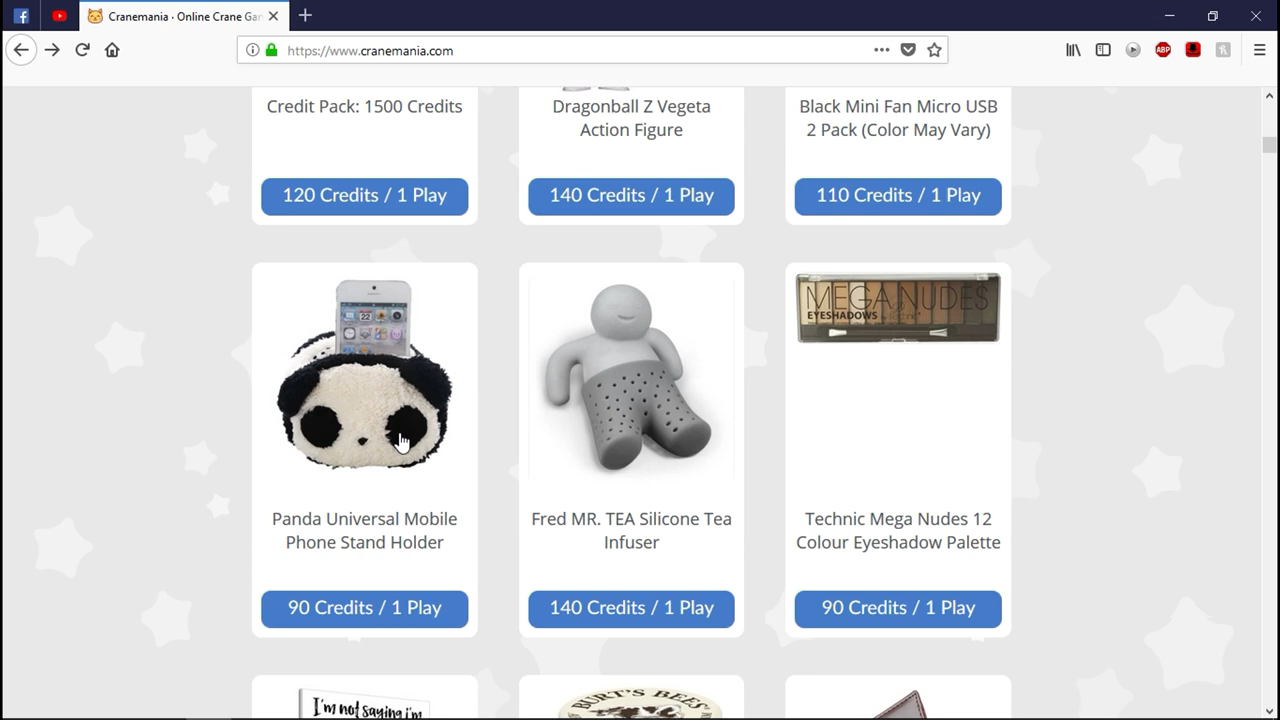 Cranemania · Online Crane Gan
https://www.cranemania.com
ABP
Credit Pack: 1500 Credits
Dragonball Z Vegeta
Action Figure
Black Mini Fan Micro USB
2 Pack (Color May Vary)
120 Credits / 1 Play
140 Credits / 1 Play
110 Credits / 1 Play
22
MEGA NUDES
EYESHADOWS
Panda Universal Mobile
Phone Stand Holder
Fred MR. TEA Silicone Tea
Infuser
Technic Mega Nudes 12
Colour Eyeshadow Palette
90 Credits / 1 Play
140 Credits / 1 Play
90 Credits / 1 Play
I'm not saying i'm
BURT'S BEES